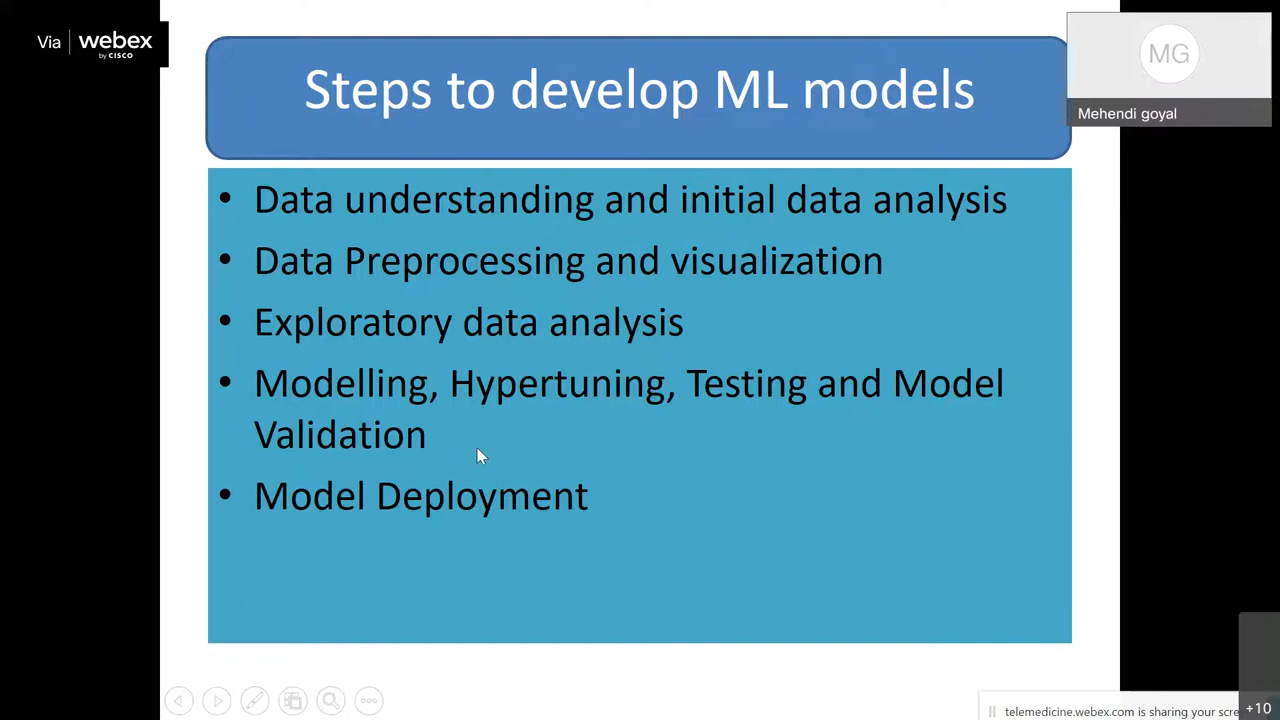 Via webex
by CISCO
Steps to develop ML models
MG
Mehendi goyal
• Data understanding and initial data analysis
• Data Preprocessing and visualization
• Exploratory data analysis
• Modelling, Hypertuning, Testing and Model
Validation
• Model Deployment
telemedicine.webex.com is sharing your scre
+10